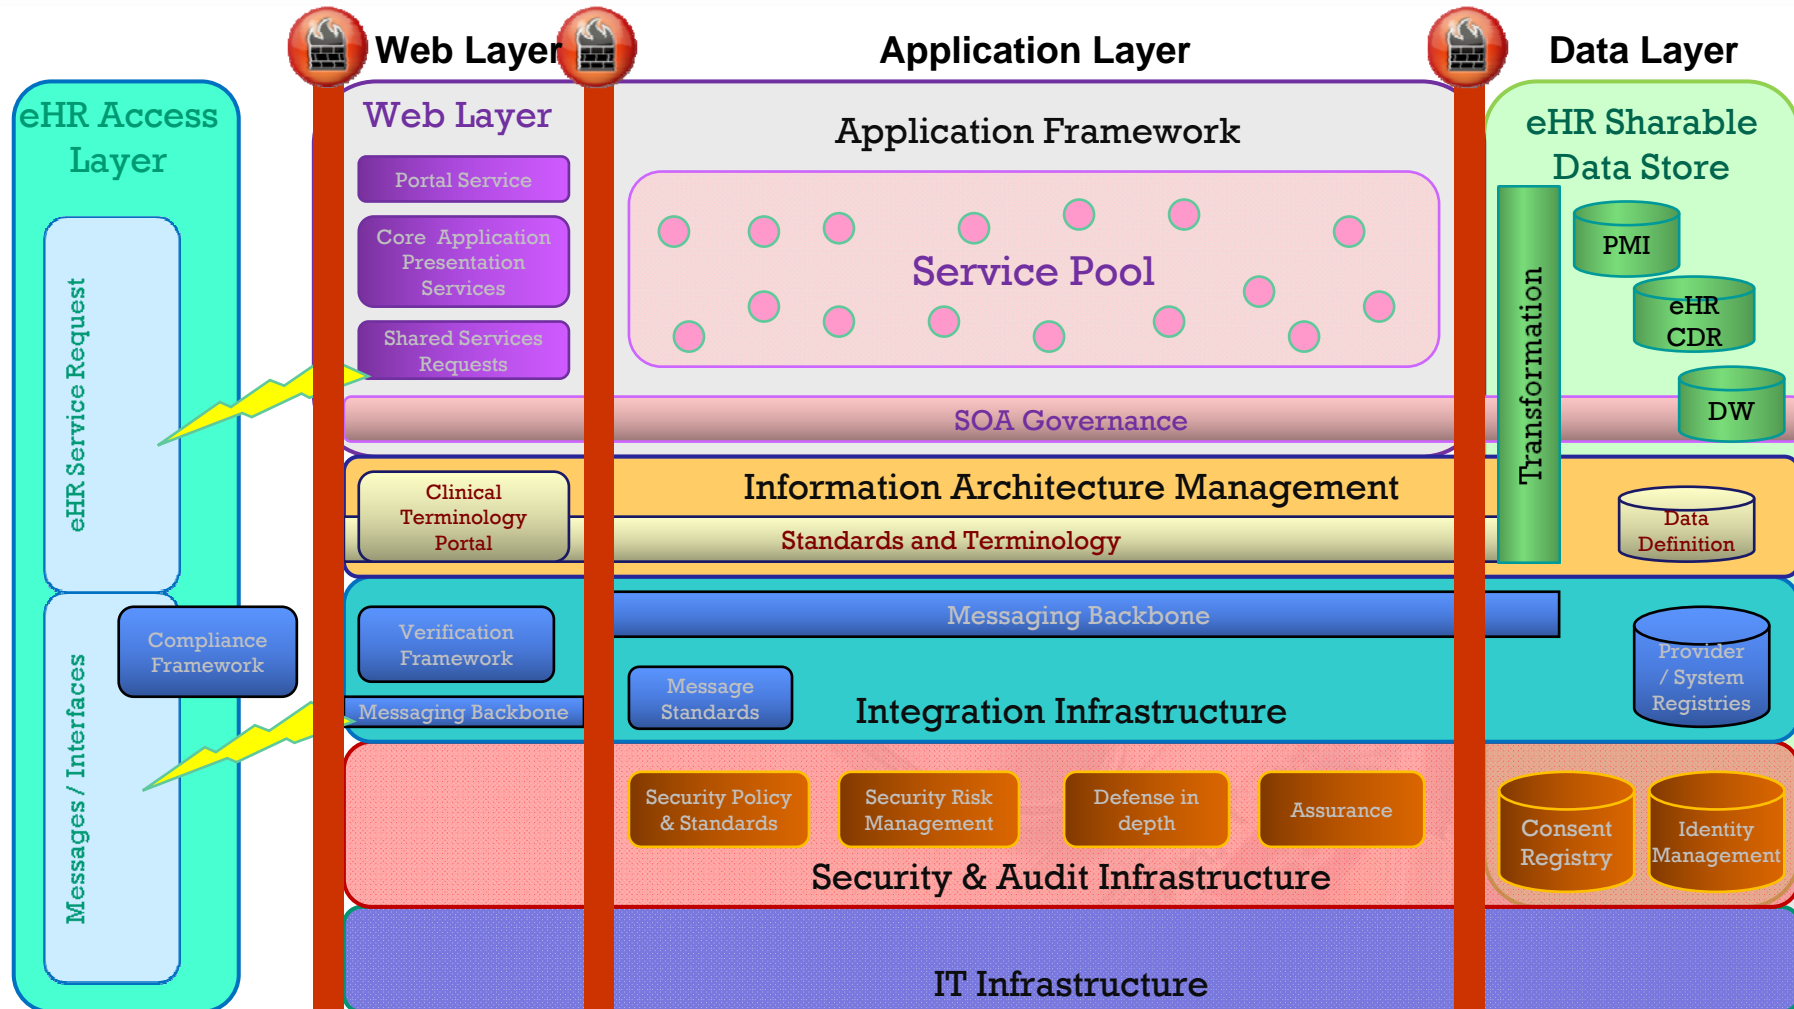 Web Layer
Application Layer
Data Layer
eHR Access
Layer
eHR Service Request
Messages / Interfaces
Compliance
Framework
Web Layer
Portal Service
Core Application
Presentation
Services
Shared Services
Requests
Application Framework
Service Pool
eHR Sharable
Data Store
Transformation
PMI
eHR
CDR
DW
SOA Governance
Information Architecture Management
Clinical
Terminology
Portal
Standards and Terminology
Data
Definition
Verification
Framework
Messaging Backbone
Messaging Backbone
Message
Standards
Integration Infrastructure
Provider
/ System
Registries
Security Policy
& Standards
Security Risk
Management
Defense in
depth
Assurance
Consent
Registry
Identity
Management
Security & Audit Infrastructure
IT Infrastructure